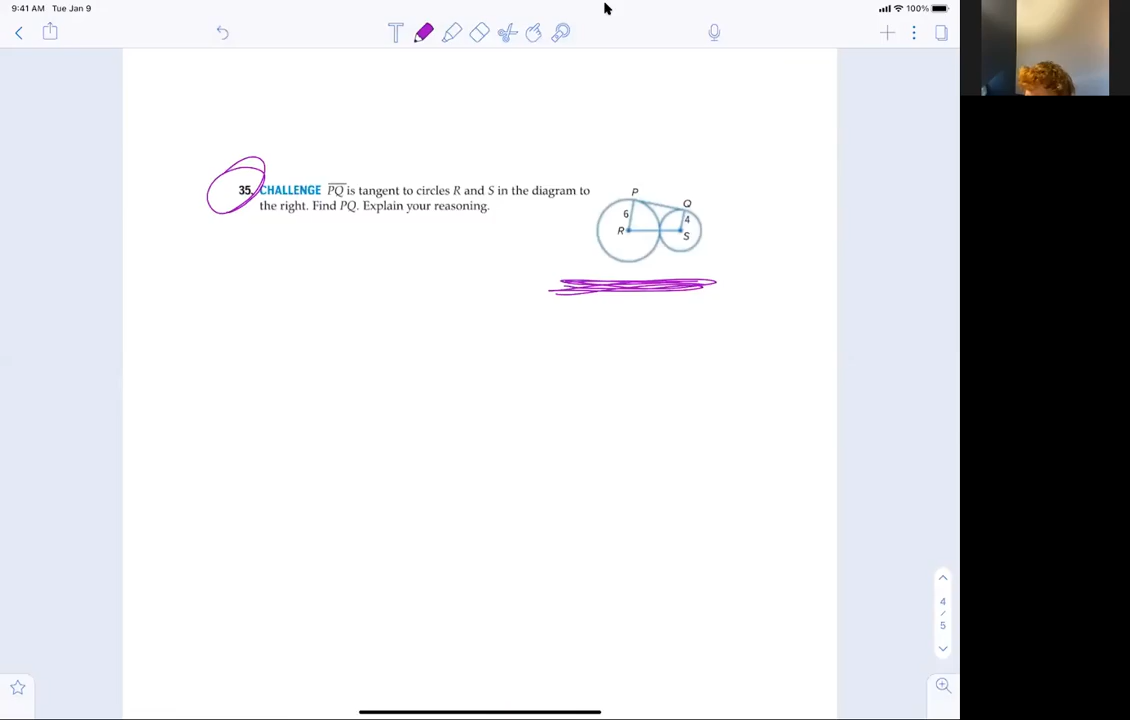 9:41 AM Tue Jan 9
100%
T
35. CHALLENGE PQ is tangent to circles R and S in the diagram to
the right. Find PQ. Explain your reasoning.
P
Q
6
4
R
S
4
/
5